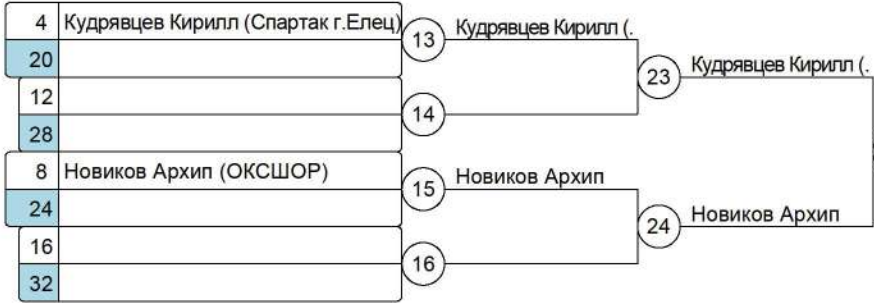 4 Кудрявцев Кирилл (Спартак г.Елец)
20
13 Кудрявцев Кирилл (.
12
28
14
23 Кудрявцев Кирилл (.
8 Новиков Архип (ОКСШОР)
24
15 Новиков Архип
16
32
16
24 Новиков Архип